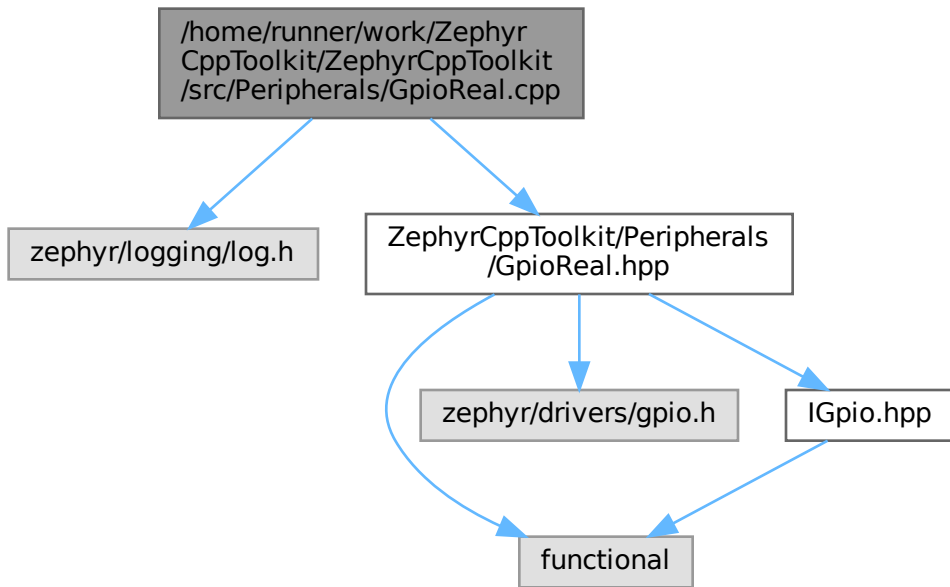 /home/runner/work/Zephyr
CppToolkit/ZephyrCppToolkit
/src/Peripherals/GpioReal.cpp
zephyr/logging/log.h
ZephyrCppToolkit/Peripherals
/GpioReal.hpp
zephyr/drivers/gpio.h
IGpio.hpp
functional